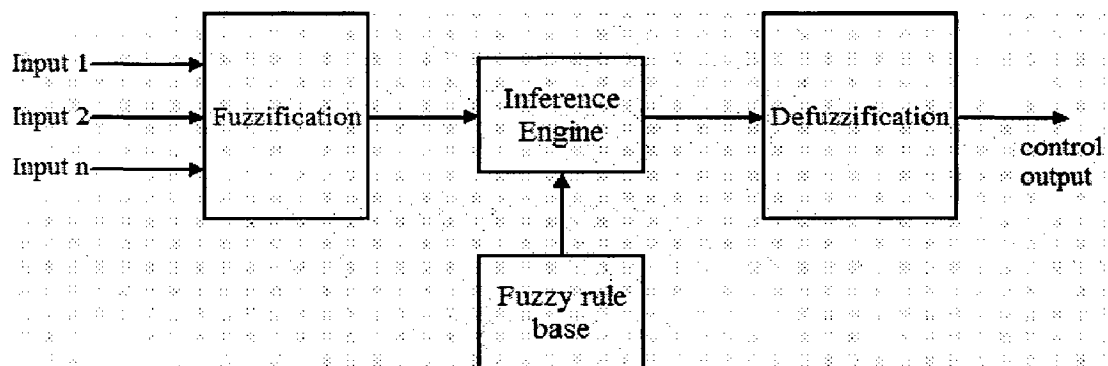 Input 1
Input 2
Input n
Fuzzification
Inference
Engine
Fuzzy rule
base
Defuzzification
control
output